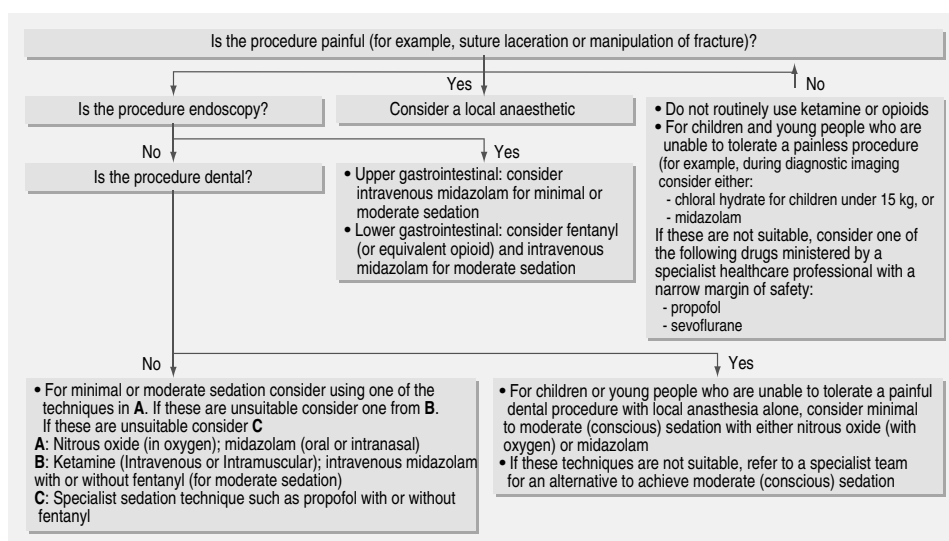 Is the procedure painful (for example, suture laceration or manipulation of fracture)?
Yes
No
Is the procedure endoscopy?
Consider a local anaesthetic
• Do not routinely use ketamine or opioids
• For children and young people who are
unable to tolerate a painless procedure
(for example, during diagnostic imaging
consider either:
- chloral hydrate for children under 15 kg, or
- midazolam
If these are not suitable, consider one of
the following drugs ministered by a
specialist healthcare professional with a
narrow margin of safety:
- propofol
- sevoflurane
No
Yes
Is the procedure dental?
• Upper gastrointestinal: consider
intravenous midazolam for minimal or
moderate sedation
• Lower gastrointestinal: consider fentanyl
(or equivalent opioid) and intravenous
midazolam for moderate sedation
No
Yes
• For minimal or moderate sedation consider using one of the
techniques in A. If these are unsuitable consider one from B.
If these are unsuitable consider C
A: Nitrous oxide (in oxygen); midazolam (oral or intranasal)
B: Ketamine (Intravenous or Intramuscular); intravenous midazolam
with or without fentanyl (for moderate sedation)
C: Specialist sedation technique such as propofol with or without
fentanyl
• For children or young people who are unable to tolerate a painful
dental procedure with local anasthesia alone, consider minimal
to moderate (conscious) sedation with either nitrous oxide (with
oxygen) or midazolam
• If these techniques are not suitable, refer to a specialist team
for an alternative to achieve moderate (conscious) sedation